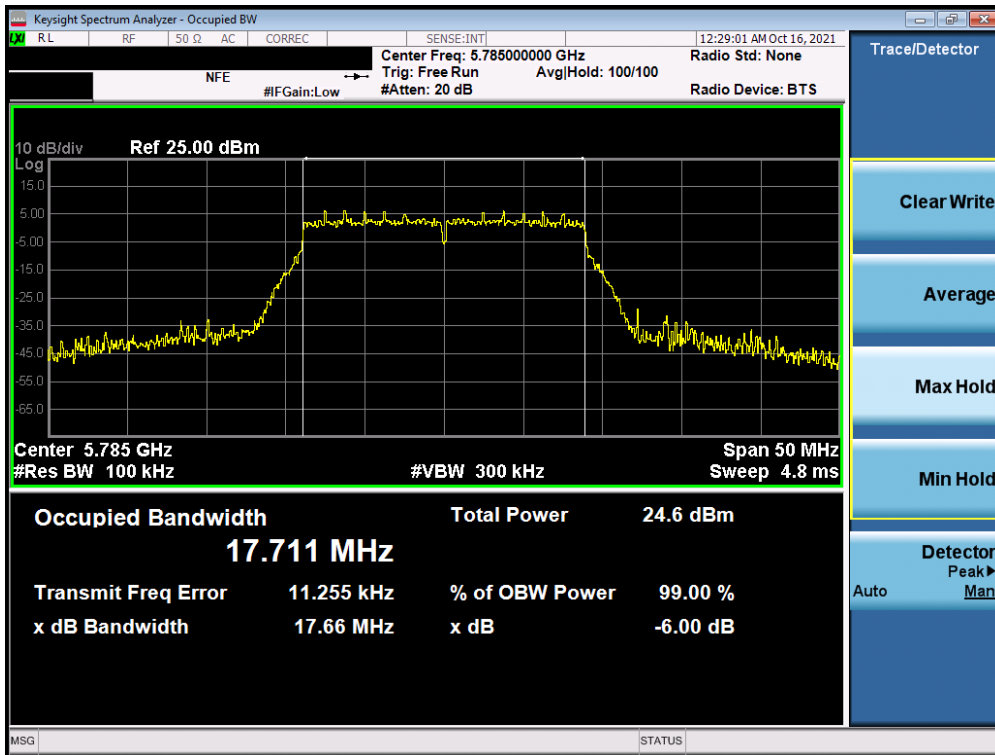 Keysight Spectrum Analyzer - Occupied BW
LXI RL RF 50 Ω AC CORREC SENSE:INT 12:29:01 AM Oct 16, 2021
Center Freq: 5.785000000 GHz Radio Std: None
NFE Trig: Free Run Avg|Hold: 100/100
#IFGain:Low #Atten: 20 dB Radio Device: BTS
10 dB/div Ref 25.00 dBm
Log
15.0
5.00
-5.00
-15.0
-25.0
-35.0
-45.0
-55.0
-65.0
Center 5.785 GHz Span 50 MHz
#Res BW 100 kHz #VBW 300 kHz Sweep 4.8 ms
Occupied Bandwidth Total Power 24.6 dBm
17.711 MHz
Transmit Freq Error 11.255 kHz % of OBW Power 99.00 %
x dB Bandwidth 17.66 MHz x dB -6.00 dB
MSG STATUS
Trace/Detector
Clear Write
Average
Max Hold
Min Hold
Detector
Peak▶
Auto Man